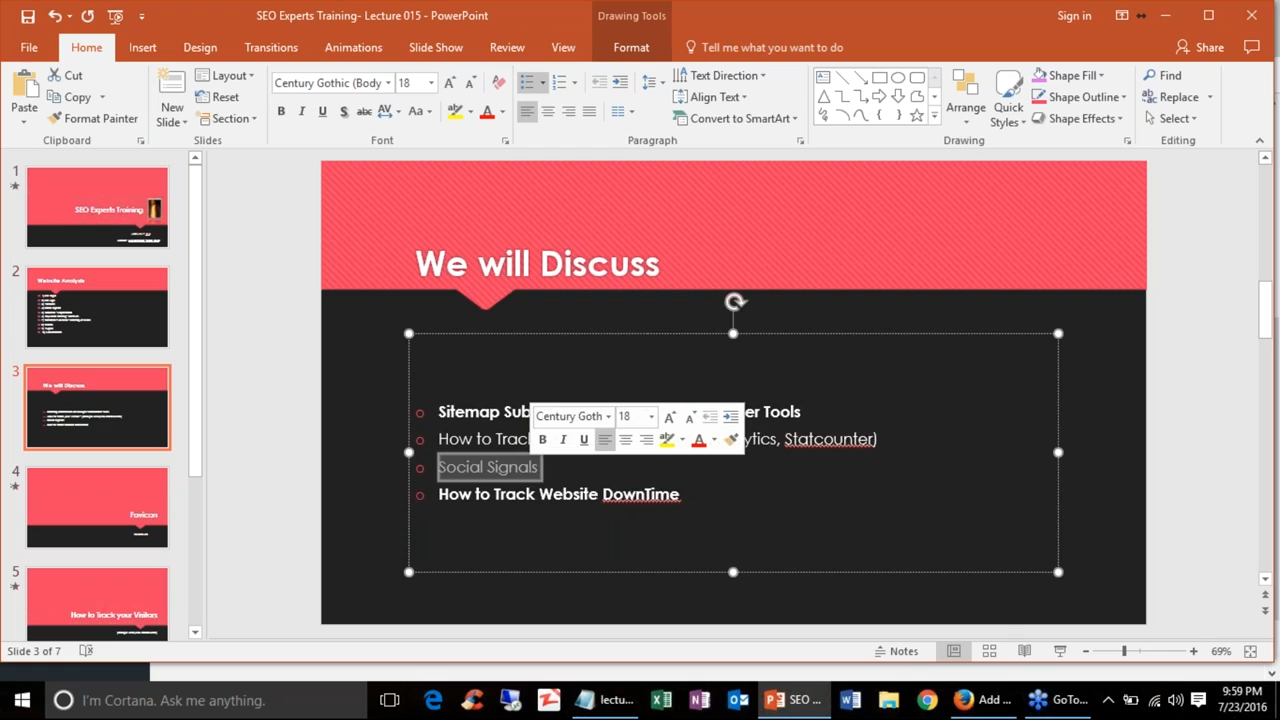 SEO Experts Training- Lecture 015 - PowerPoint
Drawing Tools
Sign in
File
Home
Insert
Design
Transitions
Animations
Slide Show
Review
View
Format
Tell me what you want to do
Share
Paste
Cut
Copy
Format Painter
Clipboard
New
Slide
Layout
Reset
Section
Slides
Century Gothic (Body
18
Font
Text Direction
Align Text
Convert to SmartArt
Paragraph
Arrange
Quick
Styles
Shape Fill
Shape Outline
Shape Effects
Drawing
Find
Replace
Select
Editing
1
SEO Experts Training
2
Website Analysis
3
We will Discuss
4
Favicon
5
How to Track your Visitors
We will Discuss
Sitemap Sub
er Tools
How to Trac
ytics, Statcounter)
Social Signals
How to Track Website DownTime
Century Goth
18
Slide 3 of 7
Notes
69%
I'm Cortana. Ask me anything.
lectu...
SEO ...
Add ...
GoTo...
9:59 PM
7/23/2016